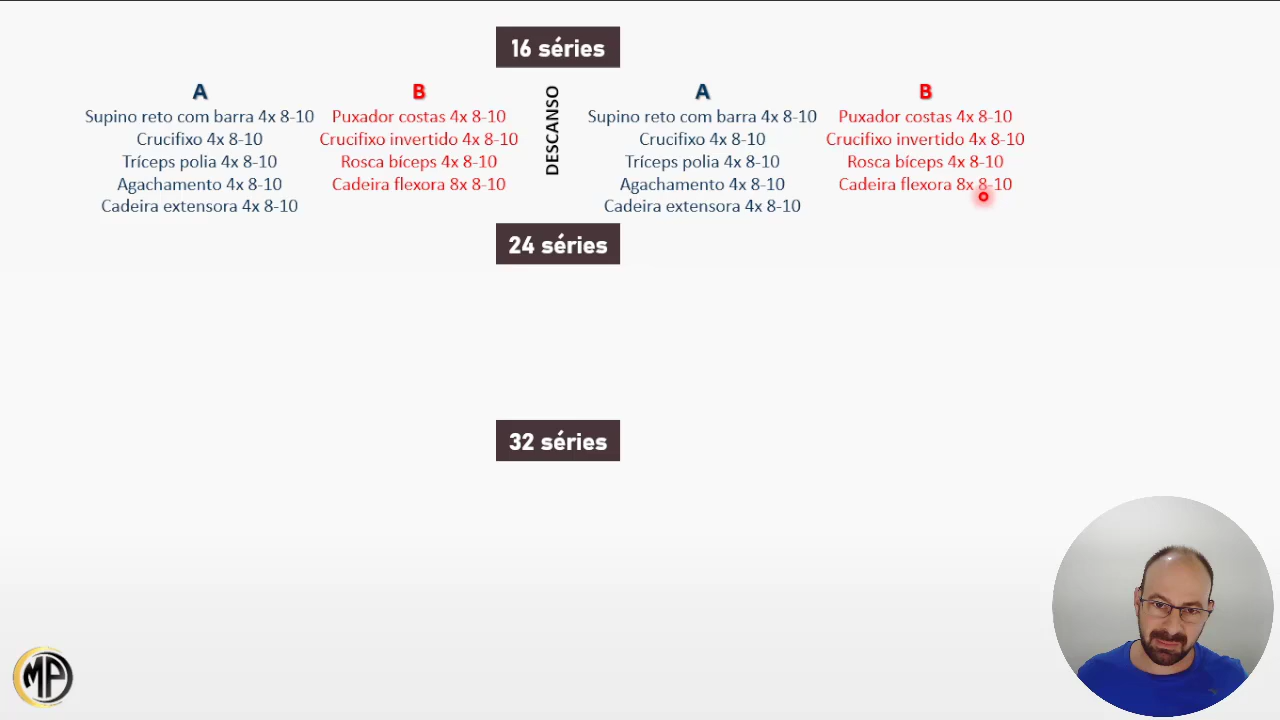 16 séries
A
Supino reto com barra 4x 8-10
Crucifixo 4x 8-10
Tríceps polia 4x 8-10
Agachamento 4x 8-10
Cadeira extensora 4x 8-10
B
Puxador costas 4x 8-10
Crucifixo invertido 4x 8-10
Rosca bíceps 4x 8-10
Cadeira flexora 8x 8-10
DESCANSO
A
Supino reto com barra 4x 8-10
Crucifixo 4x 8-10
Tríceps polia 4x 8-10
Agachamento 4x 8-10
Cadeira extensora 4x 8-10
B
Puxador costas 4x 8-10
Crucifixo invertido 4x 8-10
Rosca bíceps 4x 8-10
Cadeira flexora 8x 8-10
24 séries
32 séries
MP